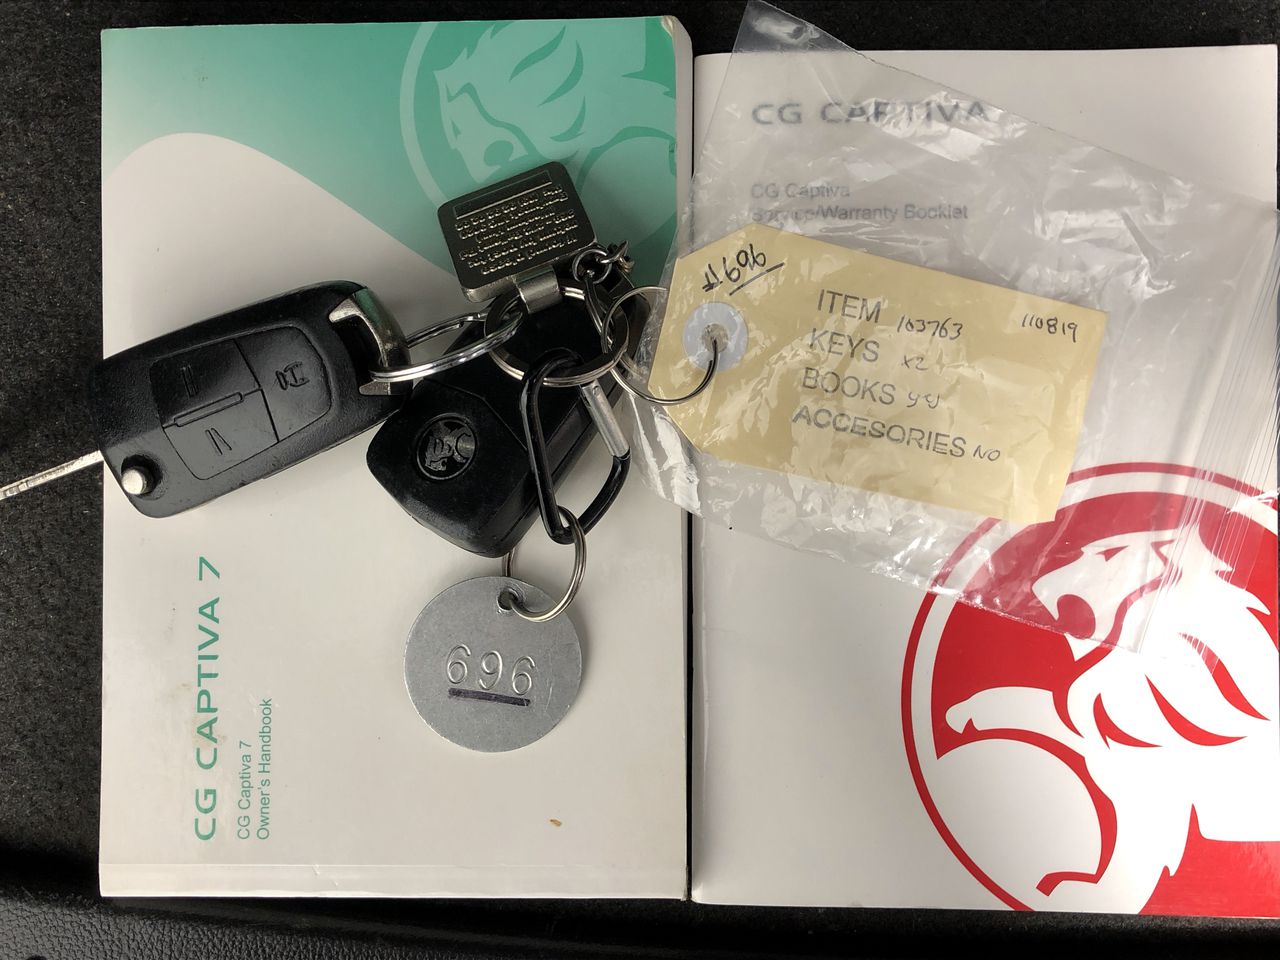 CG CAPTIVA 7
CG Captiva 7
Owner's Handbook
CG CAPTIVA
CG Captiva
Service/Warranty Booklet
ITEM 103763
110819
KEYS x2
BOOKS
ACCESORIES NO
696